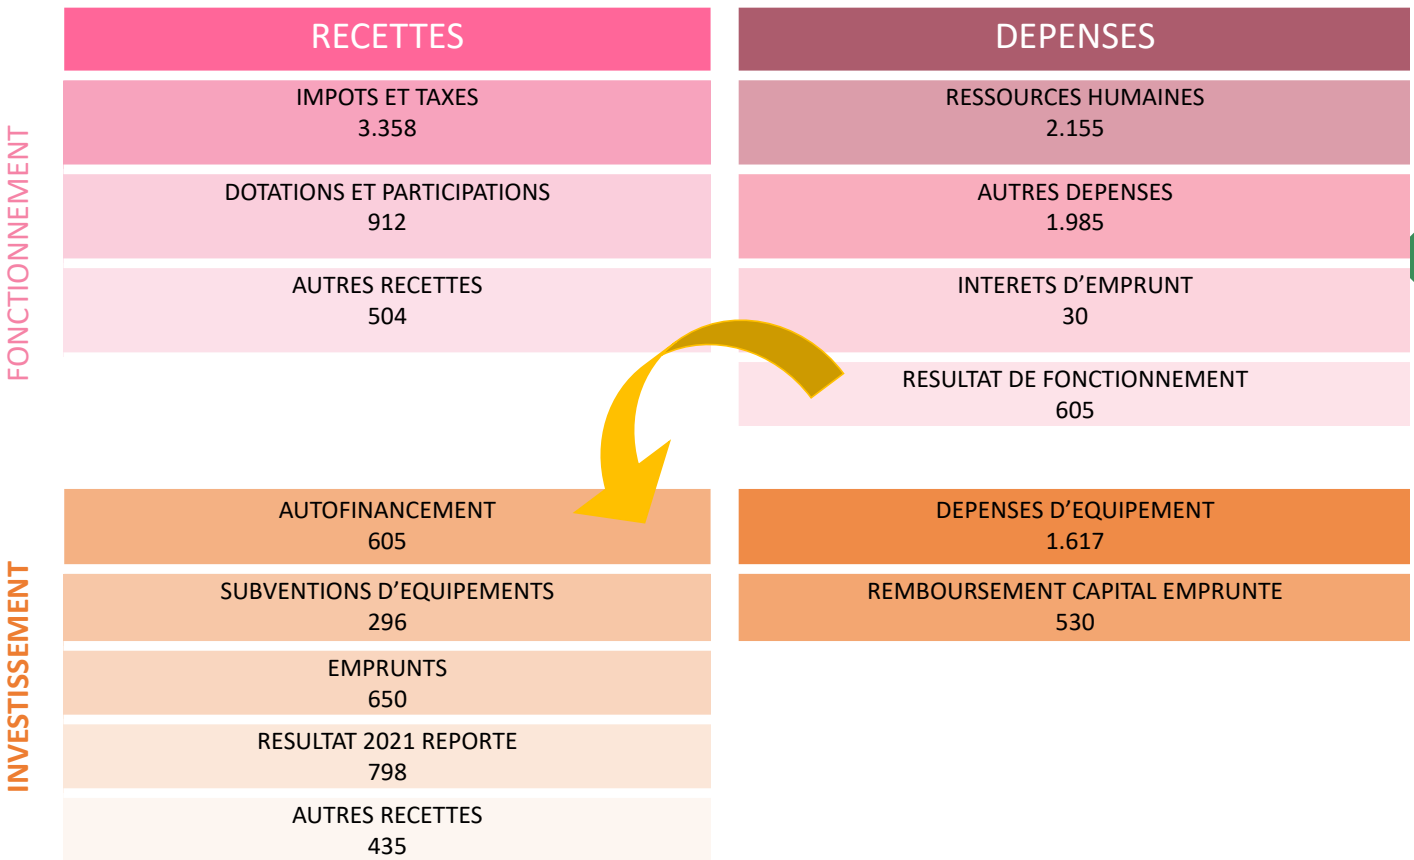 RECETTES
DEPENSES
FONCTIONNEMENT
IMPOTS ET TAXES
3.358
RESSOURCES HUMAINES
2.155
DOTATIONS ET PARTICIPATIONS
912
AUTRES DEPENSES
1.985
AUTRES RECETTES
504
INTERETS D’EMPRUNT
30
RESULTAT DE FONCTIONNEMENT
605
INVESTISSEMENT
AUTOFINANCEMENT
605
DEPENSES D’EQUIPEMENT
1.617
SUBVENTIONS D’EQUIPEMENTS
296
REMBOURSEMENT CAPITAL EMPRUNTE
530
EMPRUNTS
650
RESULTAT 2021 REPORTE
798
AUTRES RECETTES
435